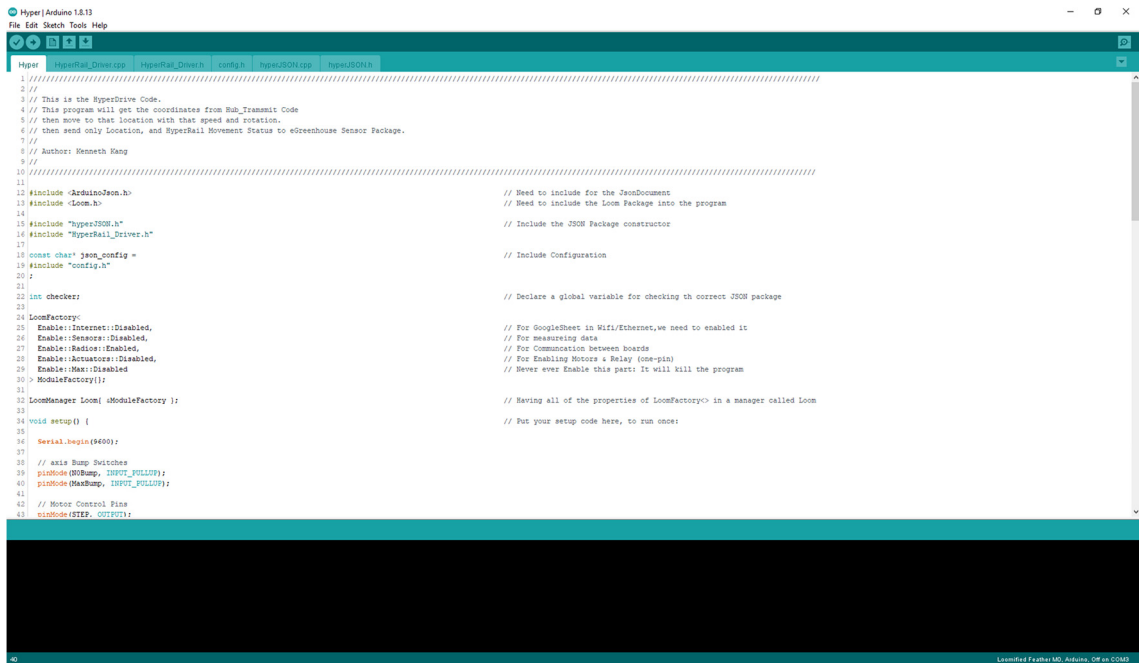 Hyper | Arduino 1.8.13
File Edit Sketch Tools Help
Hyper HyperRail_Driver.cpp HyperRail_Driver.h config.h hyperJSON.cpp hyperJSON.h
1 ////////////////////////////////////////////////////////////////////////////////////////////////////////////////////////////////////////////////////////////////////////////////////////////
2 //
3 // This is the HyperDrive Code.
4 // This program will get the coordinates from Hub_Transmit Code
5 // then move to that location with that speed and rotation.
6 // then send only Location, and HyperRail Movement Status to eGreenhouse Sensor Package.
7 //
8 // Author: Kenneth Kang
9 //
10 ///////////////////////////////////////////////////////////////////////////////////////////////////////////////////////////////////////////////////////////////////////////////////////////
11
12 #include <ArduinoJson.h> // Need to include for the JsonDocument
13 #include <Loom.h> // Need to include the Loom Package into the program
14
15 #include "hyperJSON.h" // Include the JSON Package constructor
16 #include "HyperRail_Driver.h"
17
18 const char* json_config = // Include Configuration
19 #include "config.h"
20 ;
21
22 int checker; // Declare a global variable for checking th correct JSON package
23
24 LoomFactory<
25 Enable::Internet::Disabled, // For GoogleSheet in Wifi/Ethernet,we need to enabled it
26 Enable::Sensors::Disabled, // For measureing data
27 Enable::Radios::Enabled, // For Communcation between boards
28 Enable::Actuators::Disabled, // For Enabling Motors & Relay (one-pin)
29 Enable::Max::Disabled // Never ever Enable this part: It will kill the program
30 > ModuleFactory{};
31
32 LoomManager Loom{ &ModuleFactory }; // Having all of the properties of LoomFactory<> in a manager called Loom
33
34 void setup() { // Put your setup code here, to run once:
35
36 Serial.begin(9600);
37
38 // axis Bump Switches
39 pinMode(N0Bump, INPUT_PULLUP);
40 pinMode(MaxBump, INPUT_PULLUP);
41
42 // Motor Control Pins
43 pinMode(STEP, OUTPUT);
40 Loomified Feather M0, Arduino, Off on COM3